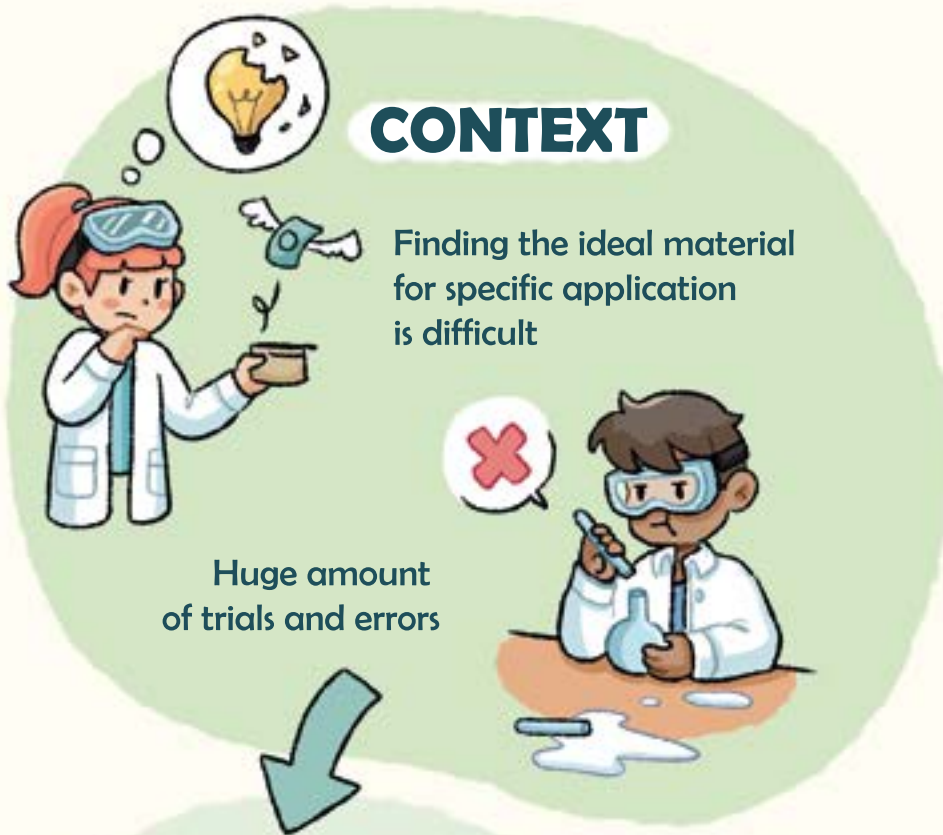 CONTEXT
Finding the ideal material
for specific application
is difficult
Huge amount
of trials and errors